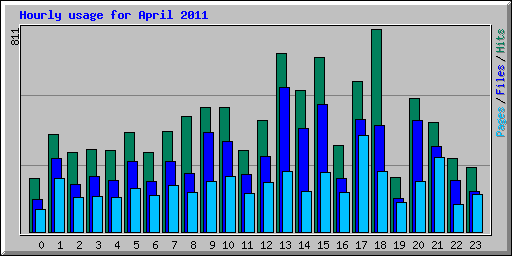 Hourly usage for April 2011
811
Pages / Files / Hits
0 1 2 3 4 5 6 7 8 9 10 11 12 13 14 15 16 17 18 19 20 21 22 23